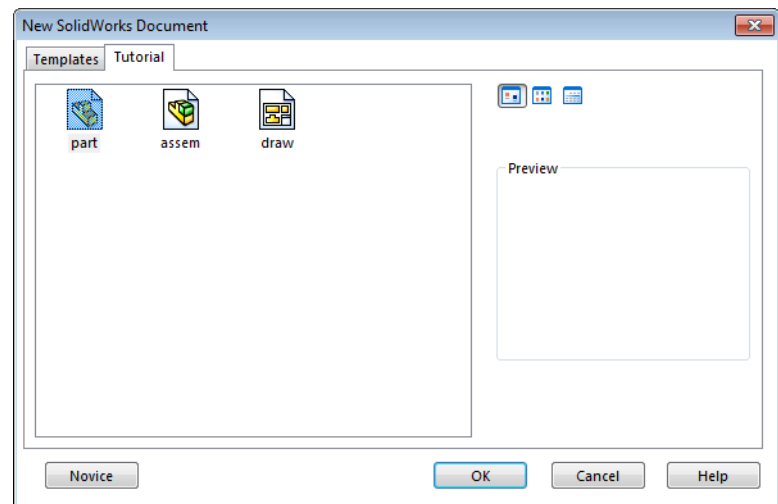 New SolidWorks Document
Templates Tutorial
part assem draw
Preview
Novice OK Cancel Help